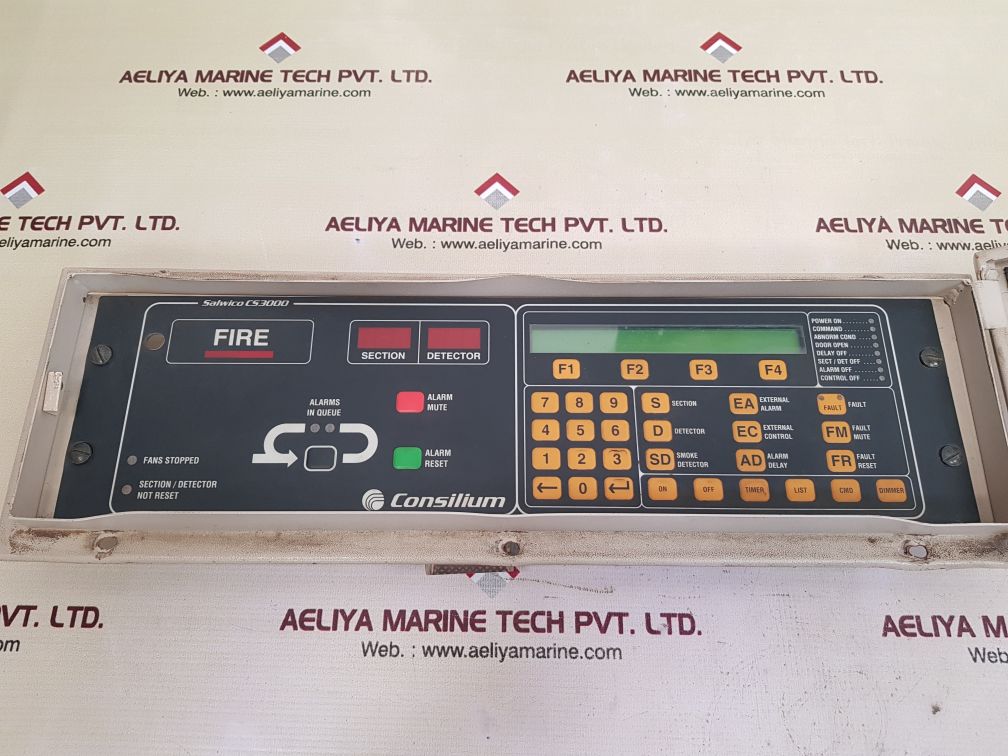 AELIYA MARINE TECH PVT. LTD.
Web. : www.aeliyamarine.com
AELIYA MARINE TECH PVT. LTD.
Web. : www.aeliyamarine.com
E TECH PVT. LTD.
eliyamarine.com
AELIYA MARINE TECH PVT. LTD.
Web. : www.aeliyamarine.com
AELIYA MARINE TE
Web. : www.aeliya
Salwico CS3000
FIRE
SECTION
DETECTOR
ALARMS
IN QUEUE
ALARM
MUTE
ALARM
RESET
FANS STOPPED
SECTION / DETECTOR
NOT RESET
Consilium
F1 F2 F3 F4
POWER ON
COMMAND
ABNORM COND
DOOR OPEN
DELAY OFF
SECT / DET OFF
ALARM OFF
CONTROL OFF
7 8 9
4 5 6
1 2 3
← 0 ↵
S SECTION
D DETECTOR
SD SMOKE
DETECTOR
EA EXTERNAL
ALARM
EC EXTERNAL
CONTROL
AD ALARM
DELAY
FAULT FAULT
FM FAULT
MUTE
FR FAULT
RESET
ON OFF TIMER LIST CMD DIMMER
VT. LTD.
om
AELIYA MARINE TECH PVT. LTD.
Web. : www.aeliyamarine.com
AELIYA M
Web